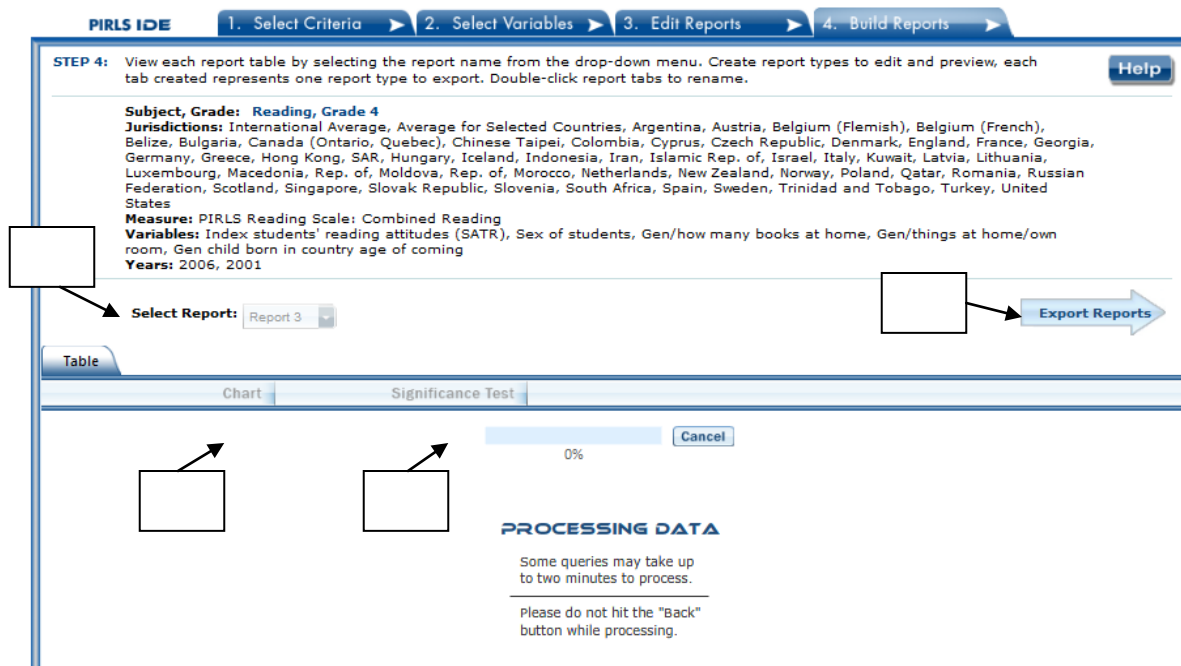 PIRLS IDE
1. Select Criteria
2. Select Variables
3. Edit Reports
4. Build Reports
STEP 4: View each report table by selecting the report name from the drop-down menu. Create report types to edit and preview, each
tab created represents one report type to export. Double-click report tabs to rename.
Help
Subject, Grade: Reading, Grade 4
Jurisdictions: International Average, Average for Selected Countries, Argentina, Austria, Belgium (Flemish), Belgium (French),
Belize, Bulgaria, Canada (Ontario, Quebec), Chinese Taipei, Colombia, Cyprus, Czech Republic, Denmark, England, France, Georgia,
Germany, Greece, Hong Kong, SAR, Hungary, Iceland, Indonesia, Iran, Islamic Rep. of, Israel, Italy, Kuwait, Latvia, Lithuania,
Luxembourg, Macedonia, Rep. of, Moldova, Rep. of, Morocco, Netherlands, New Zealand, Norway, Poland, Qatar, Romania, Russian
Federation, Scotland, Singapore, Slovak Republic, Slovenia, South Africa, Spain, Sweden, Trinidad and Tobago, Turkey, United
States
Measure: PIRLS Reading Scale: Combined Reading
Variables: Index students' reading attitudes (SATR), Sex of students, Gen/how many books at home, Gen/things at home/own
room, Gen child born in country age of coming
Years: 2006, 2001
Select Report: Report 3
Export Reports
Table
Chart
Significance Test
Cancel
0%
PROCESSING DATA
Some queries may take up
to two minutes to process.
Please do not hit the "Back"
button while processing.